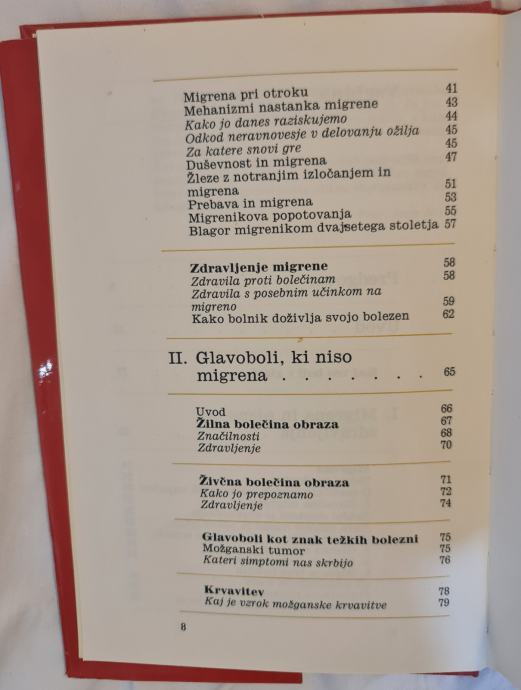 Migrena pri otroku 41
Mehanizmi nastanka migrene 43
Kako jo danes raziskujemo 44
Odkod neravnovesje v delovanju ožilja 45
Za katere snovi gre 45
Duševnost in migrena 47
Žleze z notranjim izločanjem in
migrena 51
Prebava in migrena 53
Migrenikova popotovanja 55
Blagor migrenikom dvajsetega stoletja 57
Zdravljenje migrene 58
Zdravila proti bolečinam 58
Zdravila s posebnim učinkom na
migreno 59
Kako bolnik doživlja svojo bolezen 62
II. Glavoboli, ki niso
migrena . . . . . . . 65
Uvod 66
Žilna bolečina obraza 67
Značilnosti 68
Zdravljenje 70
Živčna bolečina obraza 71
Kako jo prepoznamo 72
Zdravljenje 74
Glavoboli kot znak težkih bolezni 75
Možganski tumor 75
Kateri simptomi nas skrbijo 76
Krvavitev 78
Kaj je vzrok možganske krvavitve 79
8